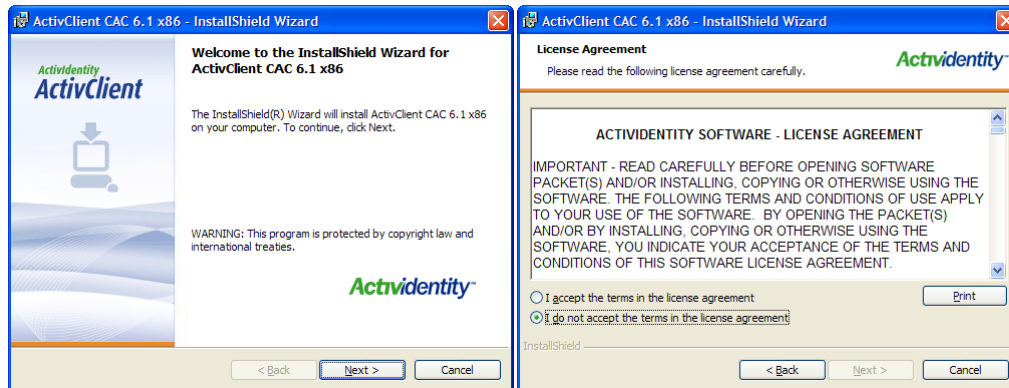 ActivClient CAC 6.1 x86 - InstallShield Wizard
ActivIdentity
ActivClient
Welcome to the InstallShield Wizard for
ActivClient CAC 6.1 x86
The InstallShield(R) Wizard will install ActivClient CAC 6.1 x86
on your computer. To continue, click Next.
WARNING: This program is protected by copyright law and
international treaties.
ActivIdentity™
< Back
Next >
Cancel
ActivClient CAC 6.1 x86 - InstallShield Wizard
License Agreement
Please read the following license agreement carefully.
ActivIdentity™
ACTIVIDENTITY SOFTWARE - LICENSE AGREEMENT
IMPORTANT - READ CAREFULLY BEFORE OPENING SOFTWARE
PACKET(S) AND/OR INSTALLING, COPYING OR OTHERWISE USING THE
SOFTWARE. THE FOLLOWING TERMS AND CONDITIONS OF USE APPLY
TO YOUR USE OF THE SOFTWARE. BY OPENING THE PACKET(S)
AND/OR BY INSTALLING, COPYING OR OTHERWISE USING THE
SOFTWARE, YOU INDICATE YOUR ACCEPTANCE OF THE TERMS AND
CONDITIONS OF THIS SOFTWARE LICENSE AGREEMENT.
I accept the terms in the license agreement
Print
I do not accept the terms in the license agreement
InstallShield
< Back
Next >
Cancel